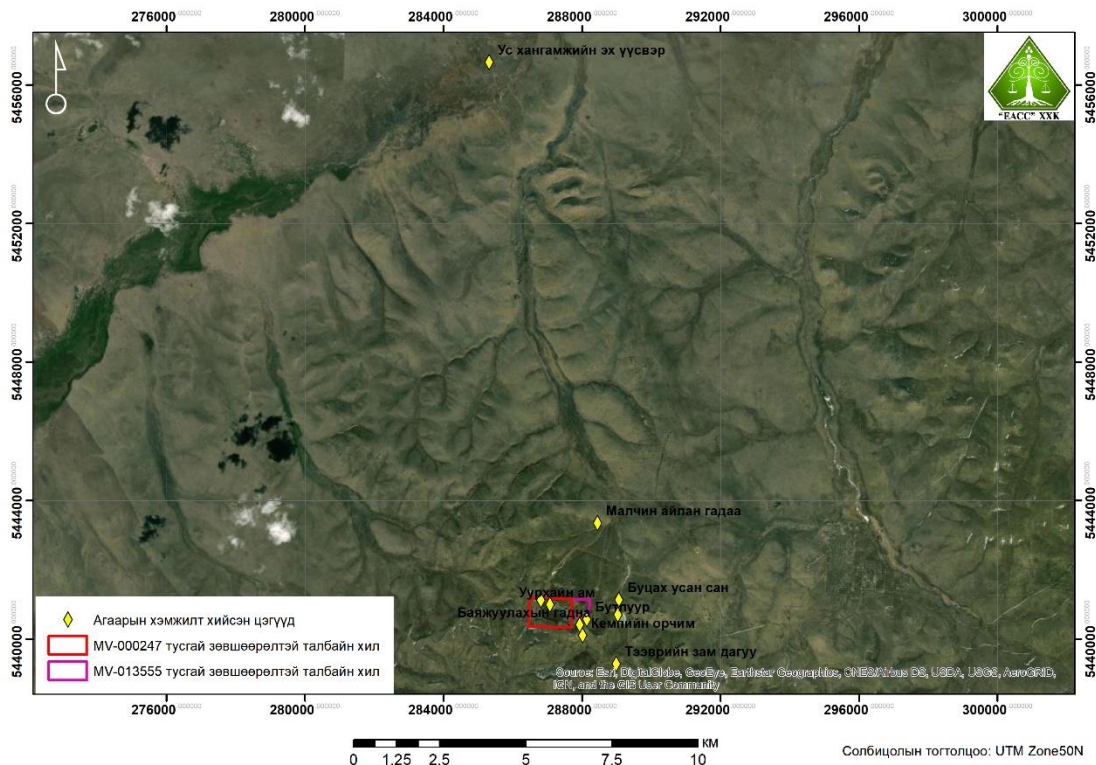 276000 280000 284000 288000 292000 296000 300000
5456000
5452000
5448000
5444000
5440000
Ус хангамжийн эх үүсвэр
"EACC" ХХК
Малчин айлан гадаа
Буцах усан сан
Уурхайн ам
Бутлуур
Баяжуулахын гадна
Кемпийн орчим
Тээврийн зам дагуу
Агаарын хэмжилт хийсэн цэгүүд
MV-000247 тусгай зөвшөөрөлтэй талбайн хил
MV-013555 тусгай зөвшөөрөлтэй талбайн хил
Source: Esri, DigitalGlobe, GeoEye, Earthstar Geographics, CNES/Airbus DS, USDA, USGS, AeroGRID,
IGN, and the GIS User Community
5456000
5452000
5448000
5444000
5440000
276000 280000 284000 288000 292000 296000 300000
КМ
0 1.25 2.5 5 7.5 10
Солбицолын тогтолцоо: UTM Zone50N